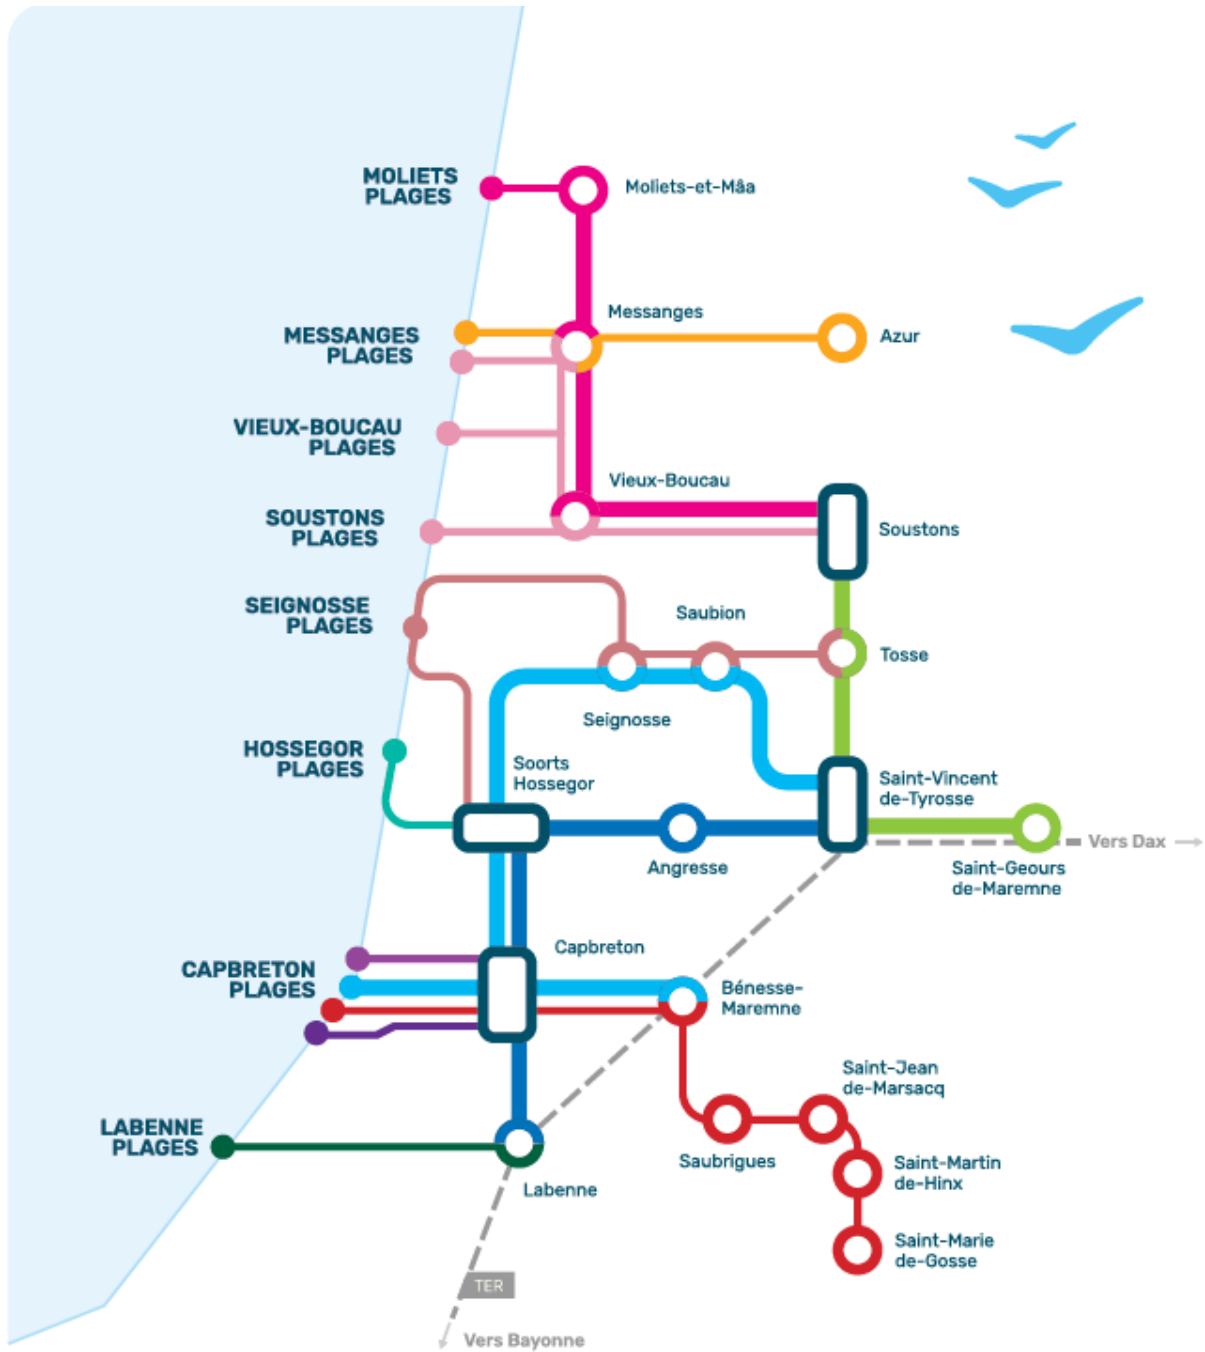 MOLIETS
PLAGES
Moliets-et-Mâa
Messanges
MESSANGES
PLAGES
Azur
VIEUX-BOUCAU
PLAGES
Vieux-Boucau
SOUSTONS
PLAGES
Soustons
SEIGNOSSE
PLAGES
Saubion
Tosse
Seignosse
HOSSEGOR
PLAGES
Soorts
Hossegor
Saint-Vincent
de-Tyrosse
Vers Dax
Angresse
Saint-Geours
de-Maremne
Capbreton
CAPBRETON
PLAGES
Bénesse-
Maremne
Saint-Jean
de-Marsacq
LABENNE
PLAGES
Saubrigues
Saint-Martin
de-Hinx
Labenne
Saint-Marie
de-Gosse
TER
Vers Bayonne